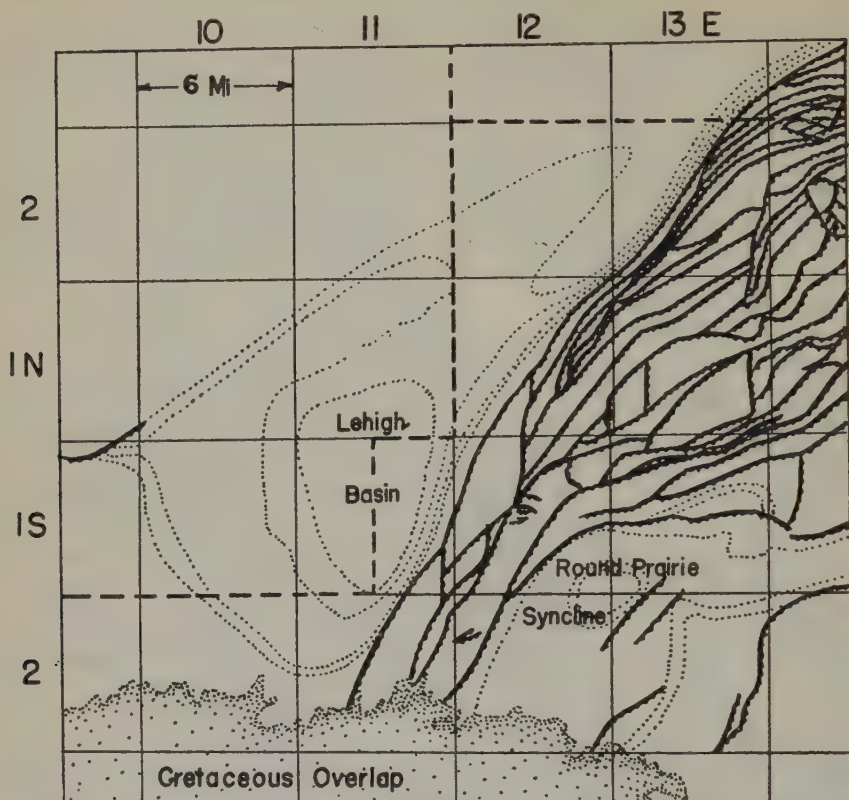 10 11 12 13 E
6 Mi
2
1N
Lehigh
Basin
1S
Round Prairie
Syncline
2
Cretaceous Overlap